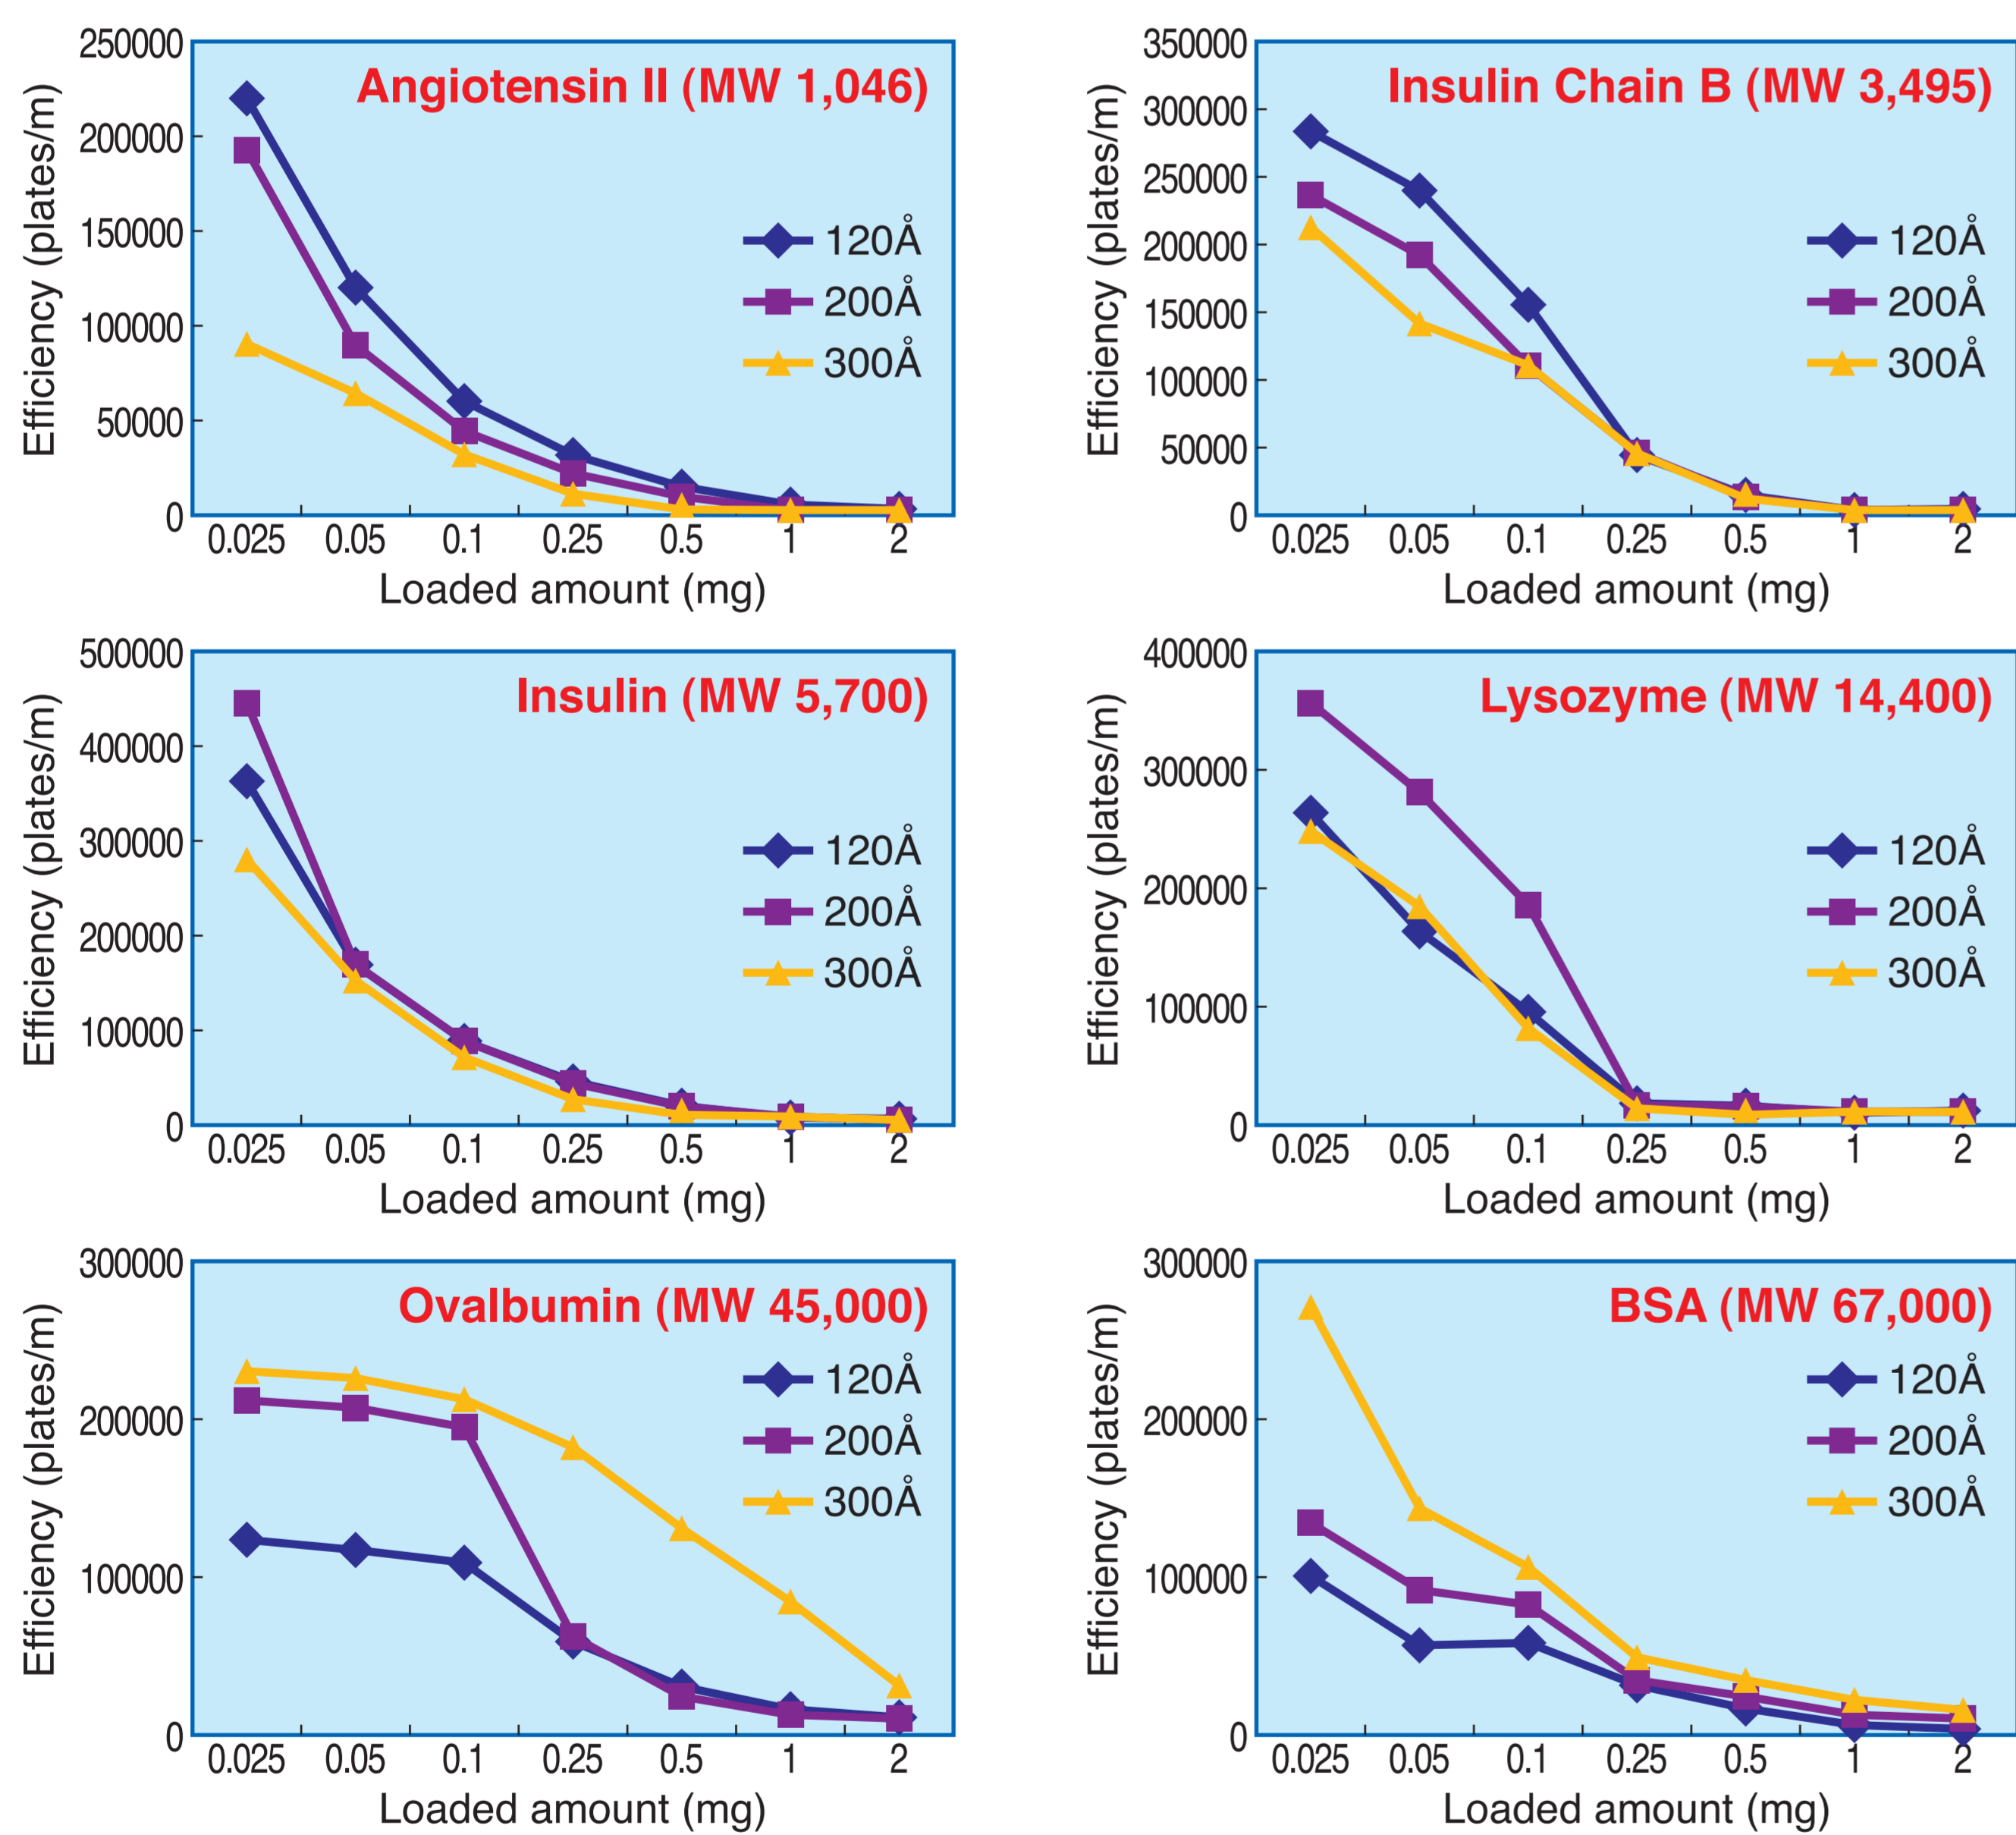 Angiotensin II (MW 1,046)
Efficiency (plates/m)
250000
200000
150000
100000
50000
0
120Å
200Å
300Å
0.025 0.05 0.1 0.25 0.5 1 2
Loaded amount (mg)
Insulin Chain B (MW 3,495)
Efficiency (plates/m)
350000
300000
250000
200000
150000
100000
50000
0
120Å
200Å
300Å
0.025 0.05 0.1 0.25 0.5 1 2
Loaded amount (mg)
Insulin (MW 5,700)
Efficiency (plates/m)
500000
400000
300000
200000
100000
0
120Å
200Å
300Å
0.025 0.05 0.1 0.25 0.5 1 2
Loaded amount (mg)
Lysozyme (MW 14,400)
Efficiency (plates/m)
400000
300000
200000
100000
0
120Å
200Å
300Å
0.025 0.05 0.1 0.25 0.5 1 2
Loaded amount (mg)
Ovalbumin (MW 45,000)
Efficiency (plates/m)
300000
200000
100000
0
120Å
200Å
300Å
0.025 0.05 0.1 0.25 0.5 1 2
Loaded amount (mg)
BSA (MW 67,000)
Efficiency (plates/m)
300000
200000
100000
0
120Å
200Å
300Å
0.025 0.05 0.1 0.25 0.5 1 2
Loaded amount (mg)